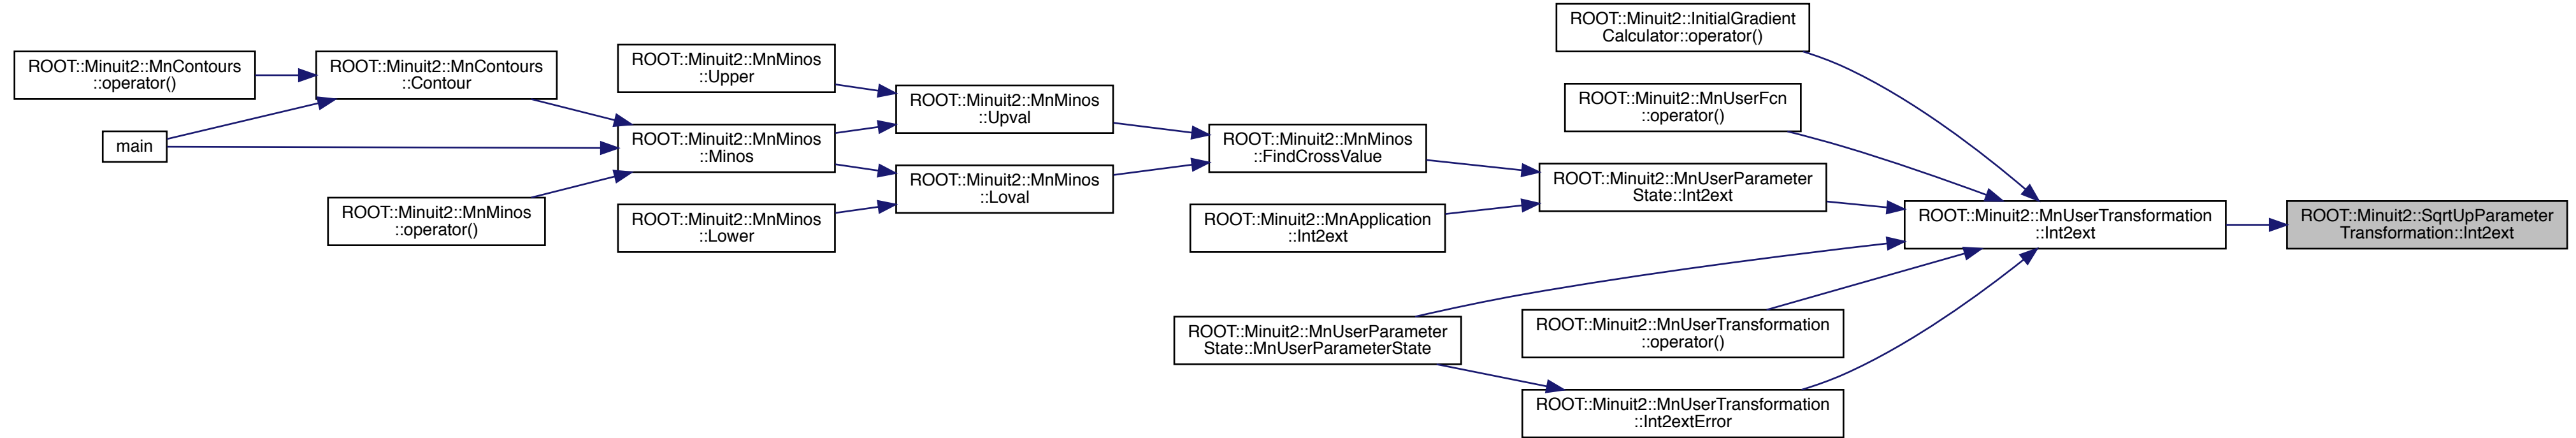 ROOT::Minuit2::MnContours
::operator()
main
ROOT::Minuit2::MnContours
::Contour
ROOT::Minuit2::MnMinos
::operator()
ROOT::Minuit2::MnMinos
::Upper
ROOT::Minuit2::MnMinos
::Minos
ROOT::Minuit2::MnMinos
::Lower
ROOT::Minuit2::MnMinos
::Upval
ROOT::Minuit2::MnMinos
::Loval
ROOT::Minuit2::MnMinos
::FindCrossValue
ROOT::Minuit2::MnApplication
::Int2ext
ROOT::Minuit2::MnUserParameter
State::MnUserParameterState
ROOT::Minuit2::InitialGradient
Calculator::operator()
ROOT::Minuit2::MnUserFcn
::operator()
ROOT::Minuit2::MnUserParameter
State::Int2ext
ROOT::Minuit2::MnUserTransformation
::operator()
ROOT::Minuit2::MnUserTransformation
::Int2extError
ROOT::Minuit2::MnUserTransformation
::Int2ext
ROOT::Minuit2::SqrtUpParameter
Transformation::Int2ext